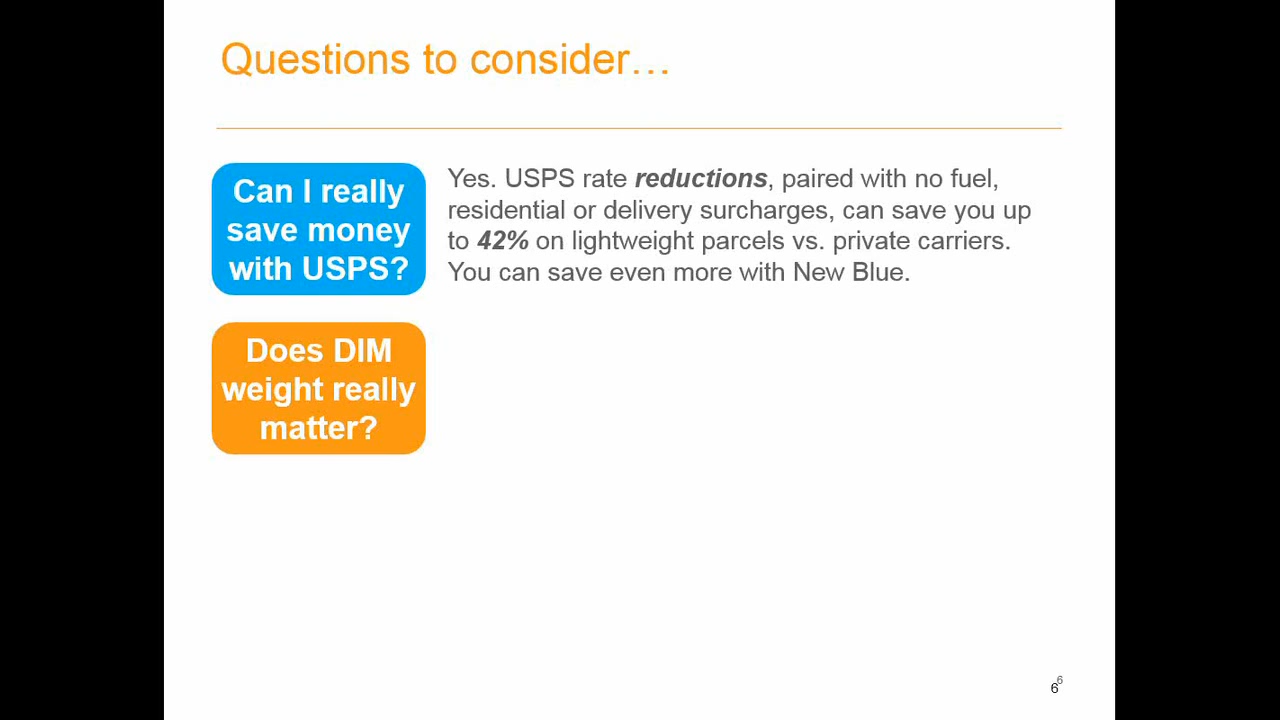 Questions to consider…
Can I really
save money
with USPS?
Yes. USPS rate reductions, paired with no fuel,
residential or delivery surcharges, can save you up
to 42% on lightweight parcels vs. private carriers.
You can save even more with New Blue.
Does DIM
weight really
matter?
6
6